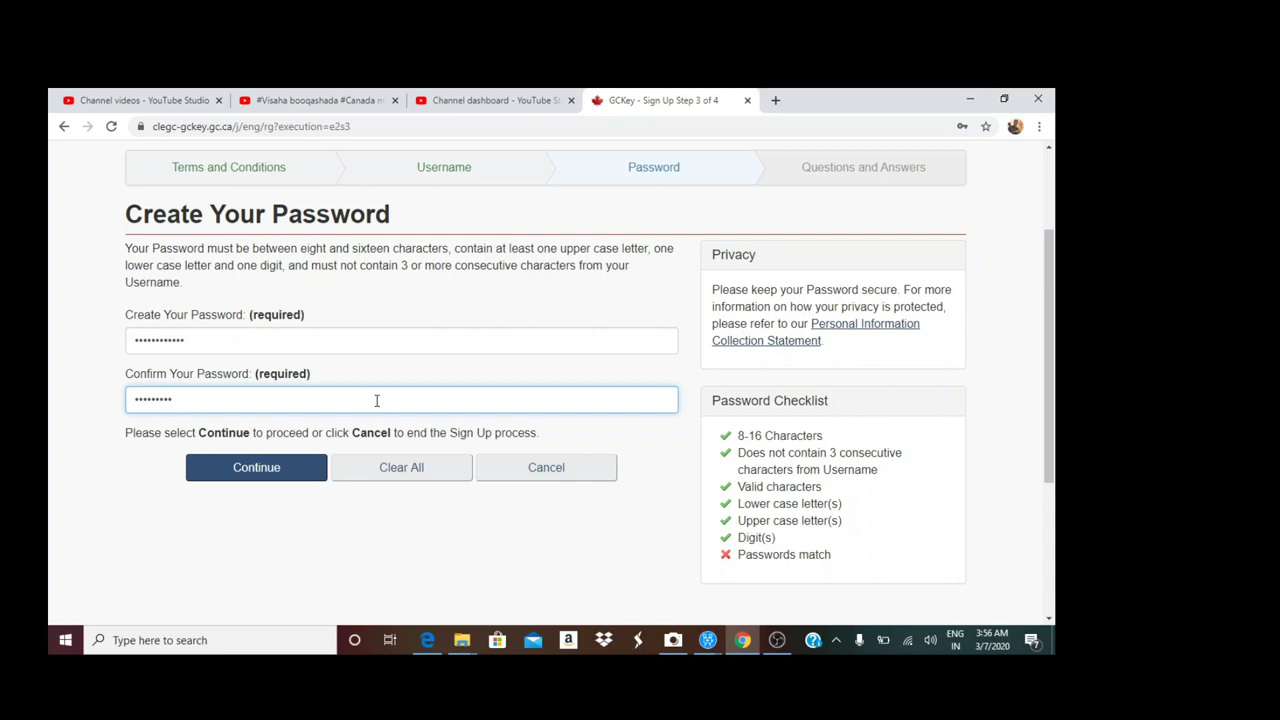 Channel videos - YouTube Studio
#Visaha booqashada #Canada m
Channel dashboard - YouTube St
GCKey - Sign Up Step 3 of 4
clegc-gckey.gc.ca/j/eng/rg?execution=e2s3
Terms and Conditions
Username
Password
Questions and Answers
Create Your Password
Your Password must be between eight and sixteen characters, contain at least one upper case letter, one
lower case letter and one digit, and must not contain 3 or more consecutive characters from your
Username.
Create Your Password: (required)
••••••••••••
Confirm Your Password: (required)
•••••••••
Please select Continue to proceed or click Cancel to end the Sign Up process.
Continue
Clear All
Cancel
Privacy
Please keep your Password secure. For more
information on how your privacy is protected,
please refer to our Personal Information
Collection Statement.
Password Checklist
8-16 Characters
Does not contain 3 consecutive
characters from Username
Valid characters
Lower case letter(s)
Upper case letter(s)
Digit(s)
Passwords match
Type here to search
ENG
IN
3:56 AM
3/7/2020
7